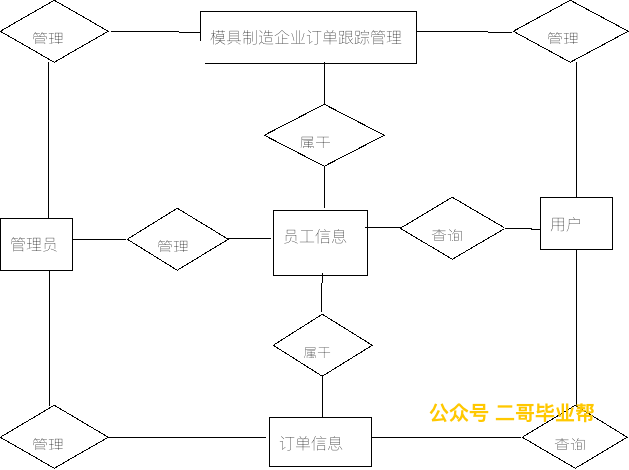 管理
模具制造企业订单跟踪管理
管理
属于
管理员
管理
员工信息
查询
用户
属于
公众号 二哥毕业帮
管理
订单信息
查询